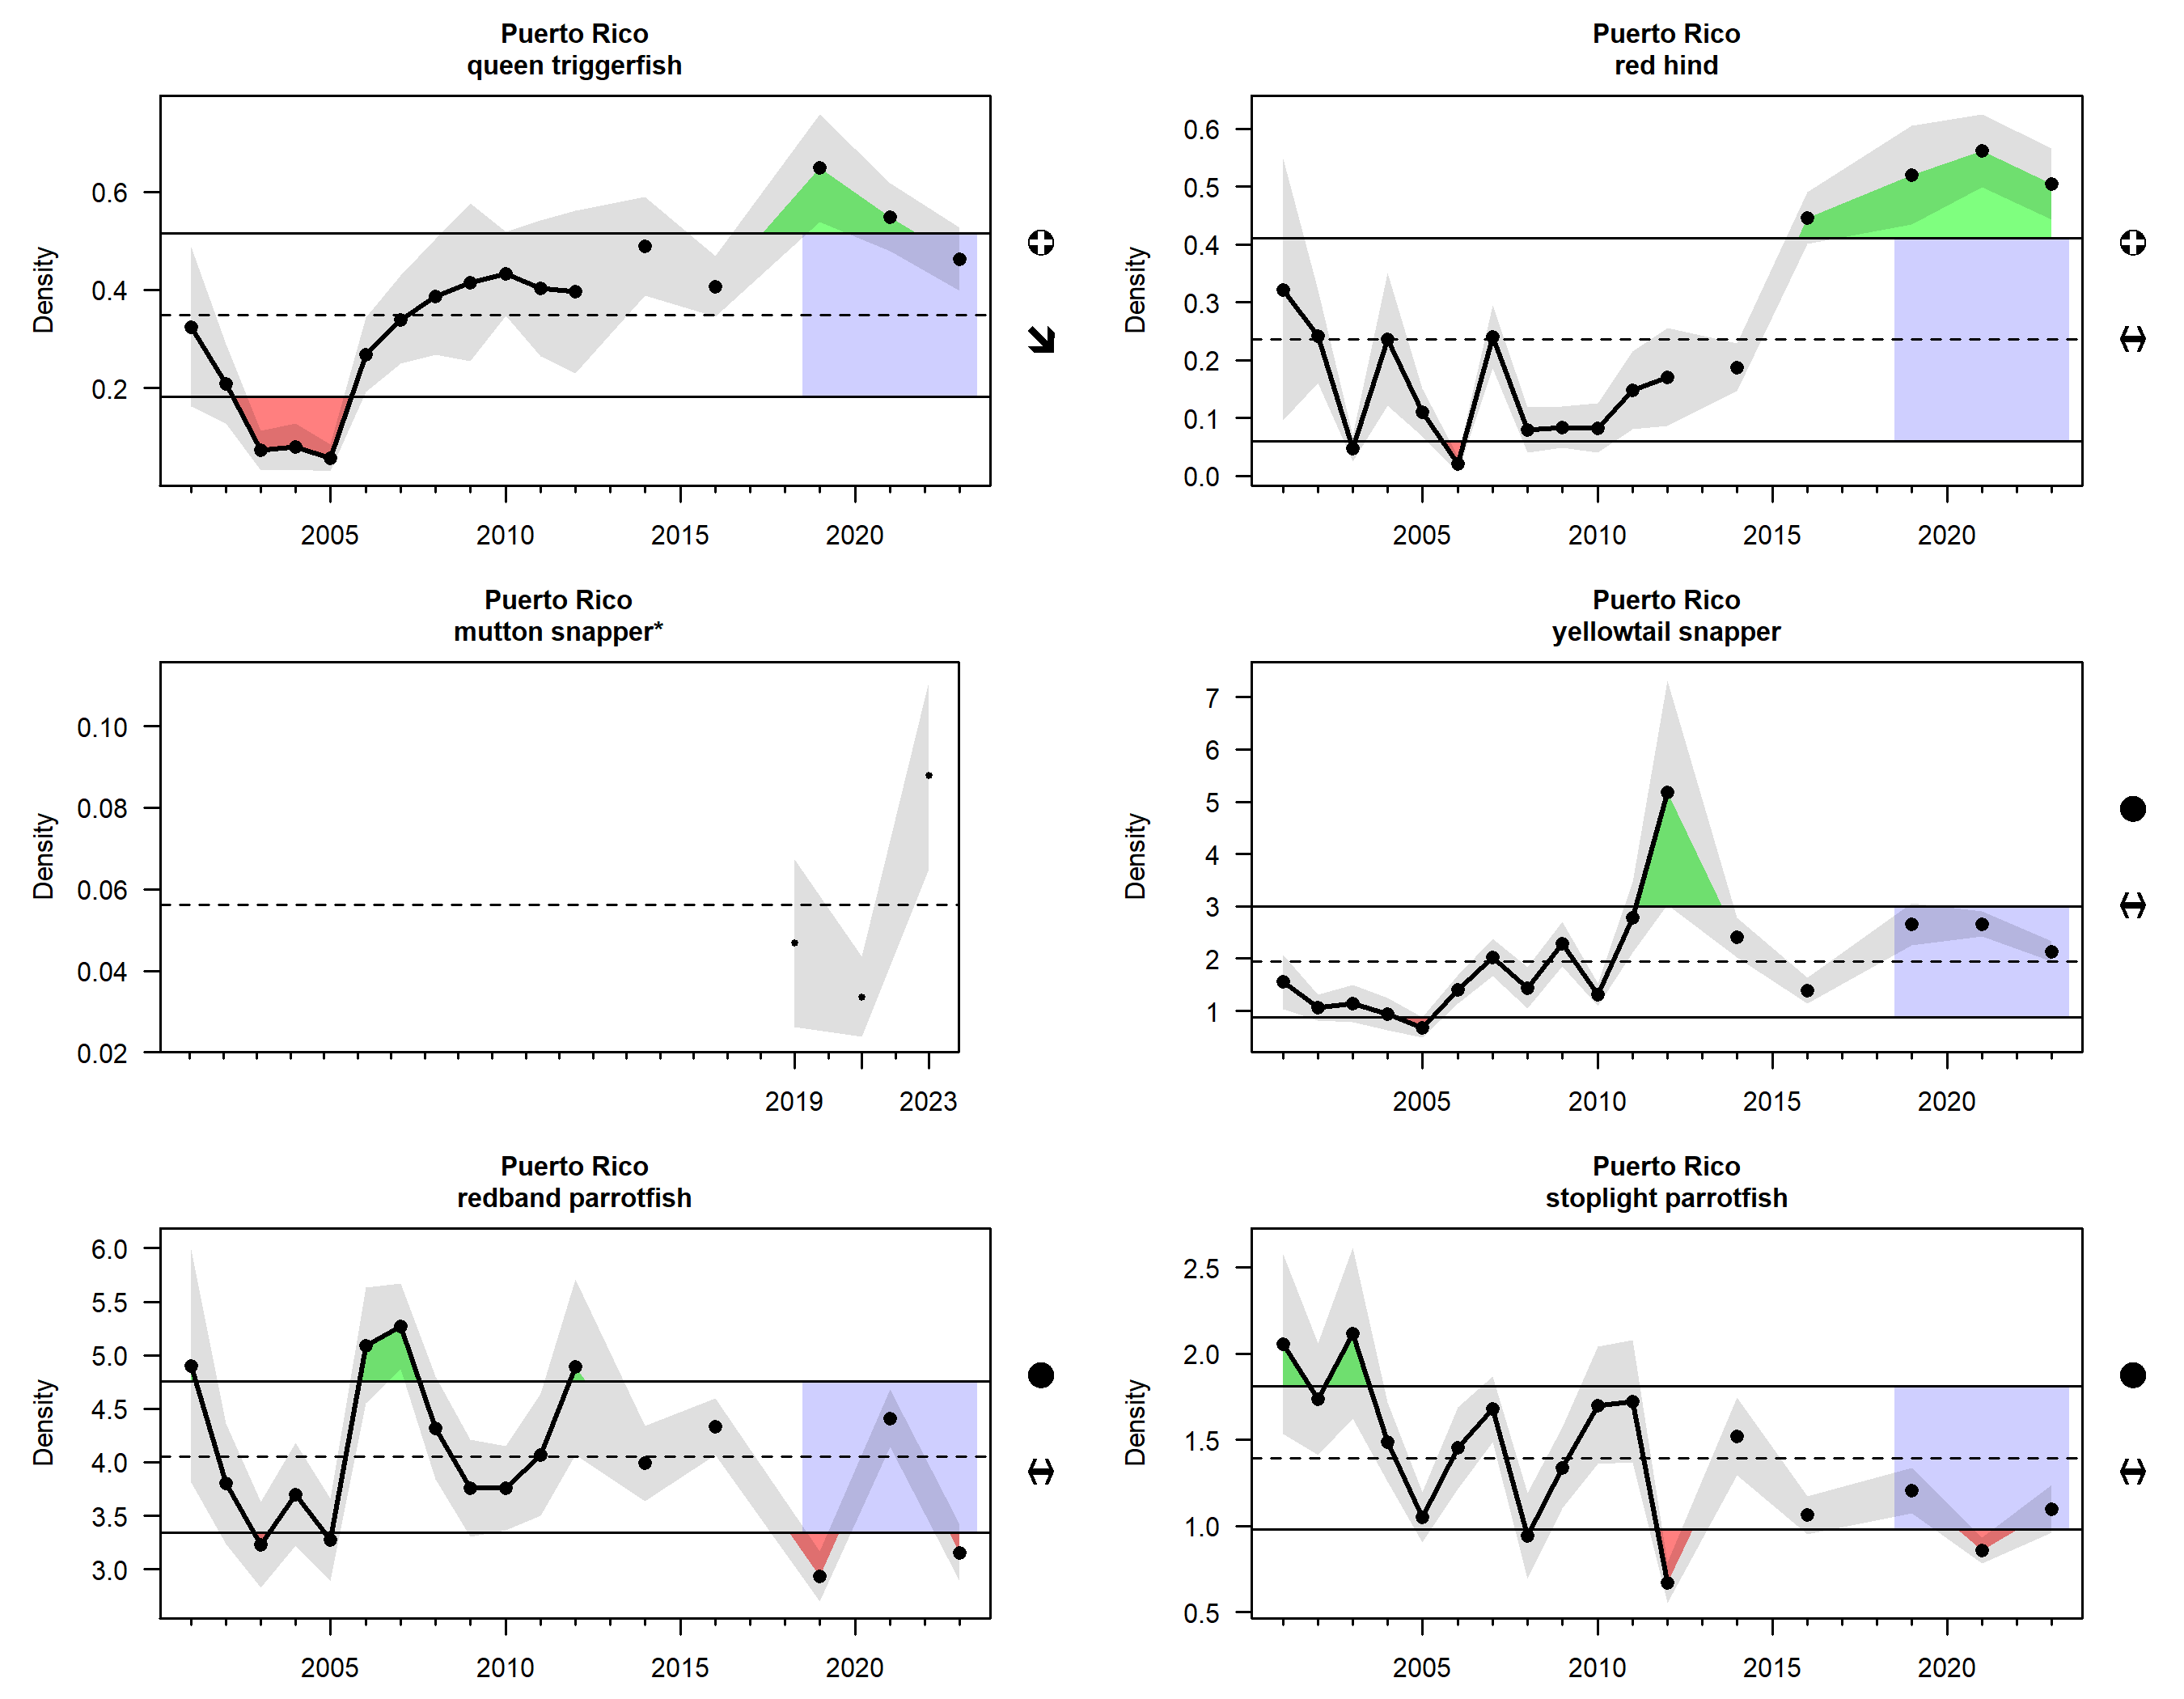 Puerto Rico
queen triggerfish
Density
0.6
0.4
0.2
2005 2010 2015 2020
Puerto Rico
red hind
Density
0.6
0.5
0.4
0.3
0.2
0.1
0.0
2005 2010 2015 2020
Puerto Rico
mutton snapper*
Density
0.10
0.08
0.06
0.04
0.02
2019 2023
Puerto Rico
yellowtail snapper
Density
7
6
5
4
3
2
1
2005 2010 2015 2020
Puerto Rico
redband parrotfish
Density
6.0
5.5
5.0
4.5
4.0
3.5
3.0
2005 2010 2015 2020
Puerto Rico
stoplight parrotfish
Density
2.5
2.0
1.5
1.0
0.5
2005 2010 2015 2020